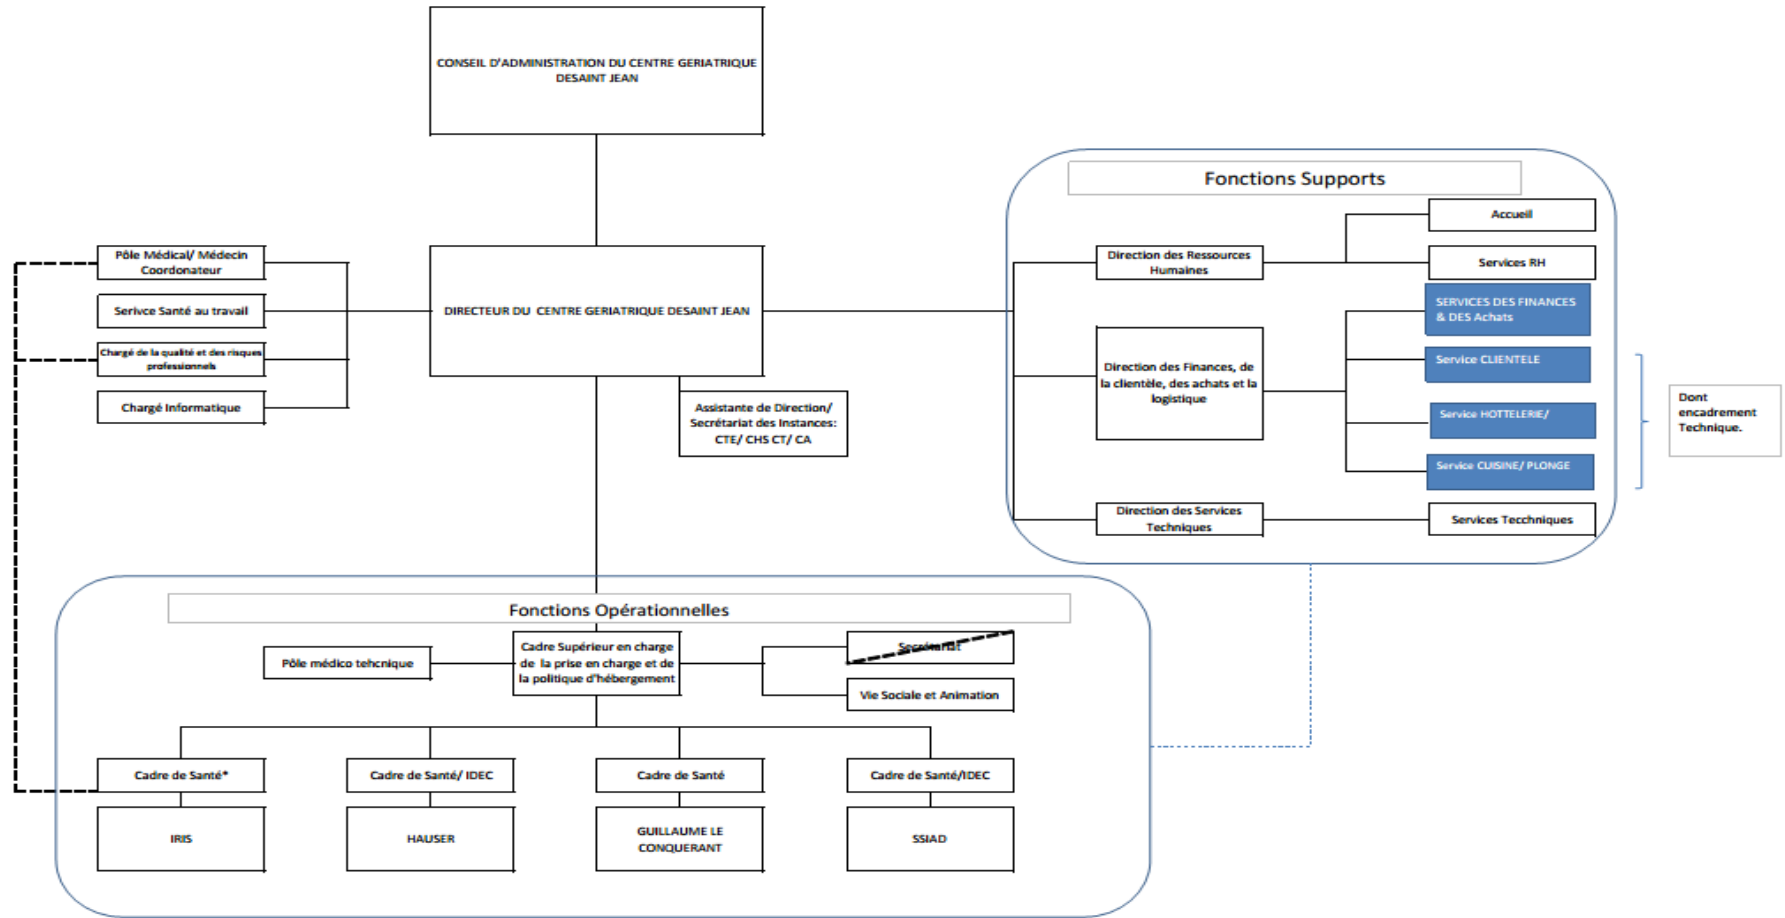 CONSEIL D'ADMINISTRATION DU CENTRE GERIATRIQUE
DESAINT JEAN
Fonctions Supports
Accueil
Pôle Médical/ Médecin
Coordonateur
DIRECTEUR DU CENTRE GERIATRIQUE DESAINT JEAN
Direction des Ressources
Humaines
Services RH
Serivce Santé au travail
SERVICES DES FINANCES
& DES Achats
Chargé de la qualité et des risques
professionnels
Direction des Finances, de
la clientèle, des achats et la
logistique
Service CLIENTELE
Chargé Informatique
Assistante de Direction/
Secrétariat des Instances:
CTE/ CHS CT/ CA
Service HOTTELERIE/
Dont
encadrement
Technique.
Service CUISINE/ PLONGE
Direction des Services
Techniques
Services Tecchniques
Fonctions Opérationnelles
Pôle médico tehcnique
Cadre Supérieur en charge
de la prise en charge et de
la politique d'hébergement
Secrétariat
Vie Sociale et Animation
Cadre de Santé*
Cadre de Santé/ IDEC
Cadre de Santé
Cadre de Santé/IDEC
IRIS
HAUSER
GUILLAUME LE
CONQUERANT
SSIAD